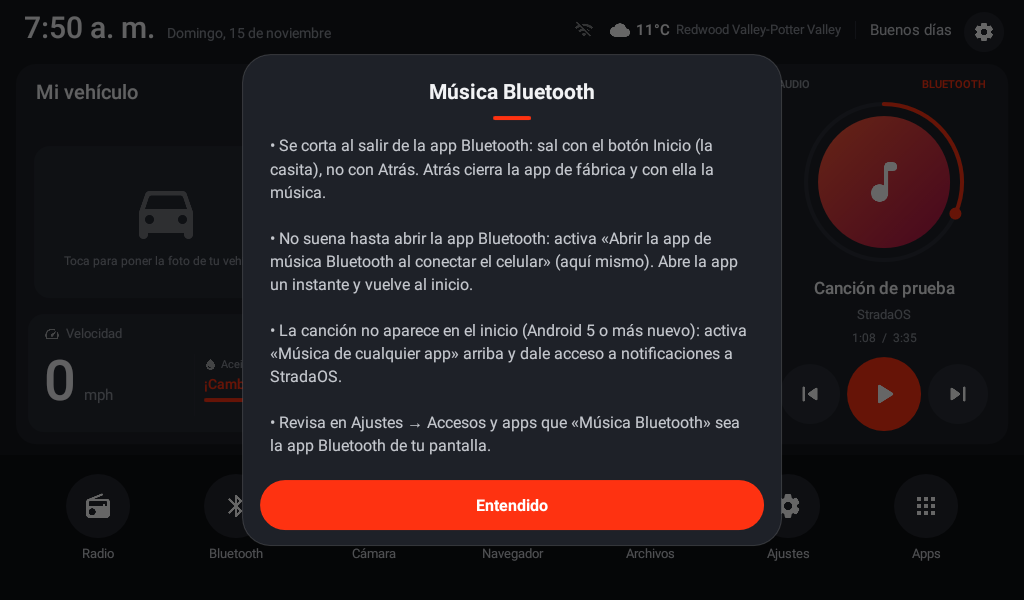 7:50 a. m.
Domingo, 15 de noviembre
11°C
Redwood Valley-Potter Valley
Buenos días
Mi vehículo
Toca para poner la foto de tu
Velocidad
0
mph
AUDIO
BLUETOOTH
Canción de prueba
StradaOS
1:08 / 3:35
Música Bluetooth
• Se corta al salir de la app Bluetooth: sal con el botón Inicio (la
casita), no con Atrás. Atrás cierra la app de fábrica y con ella la
música.
• No suena hasta abrir la app Bluetooth: activa «Abrir la app de
música Bluetooth al conectar el celular» (aquí mismo). Abre la app
un instante y vuelve al inicio.
• La canción no aparece en el inicio (Android 5 o más nuevo): activa
«Música de cualquier app» arriba y dale acceso a notificaciones a
StradaOS.
• Revisa en Ajustes → Accesos y apps que «Música Bluetooth» sea
la app Bluetooth de tu pantalla.
Entendido
Radio
Bluetooth
Cámara
Navegador
Archivos
Ajustes
Apps